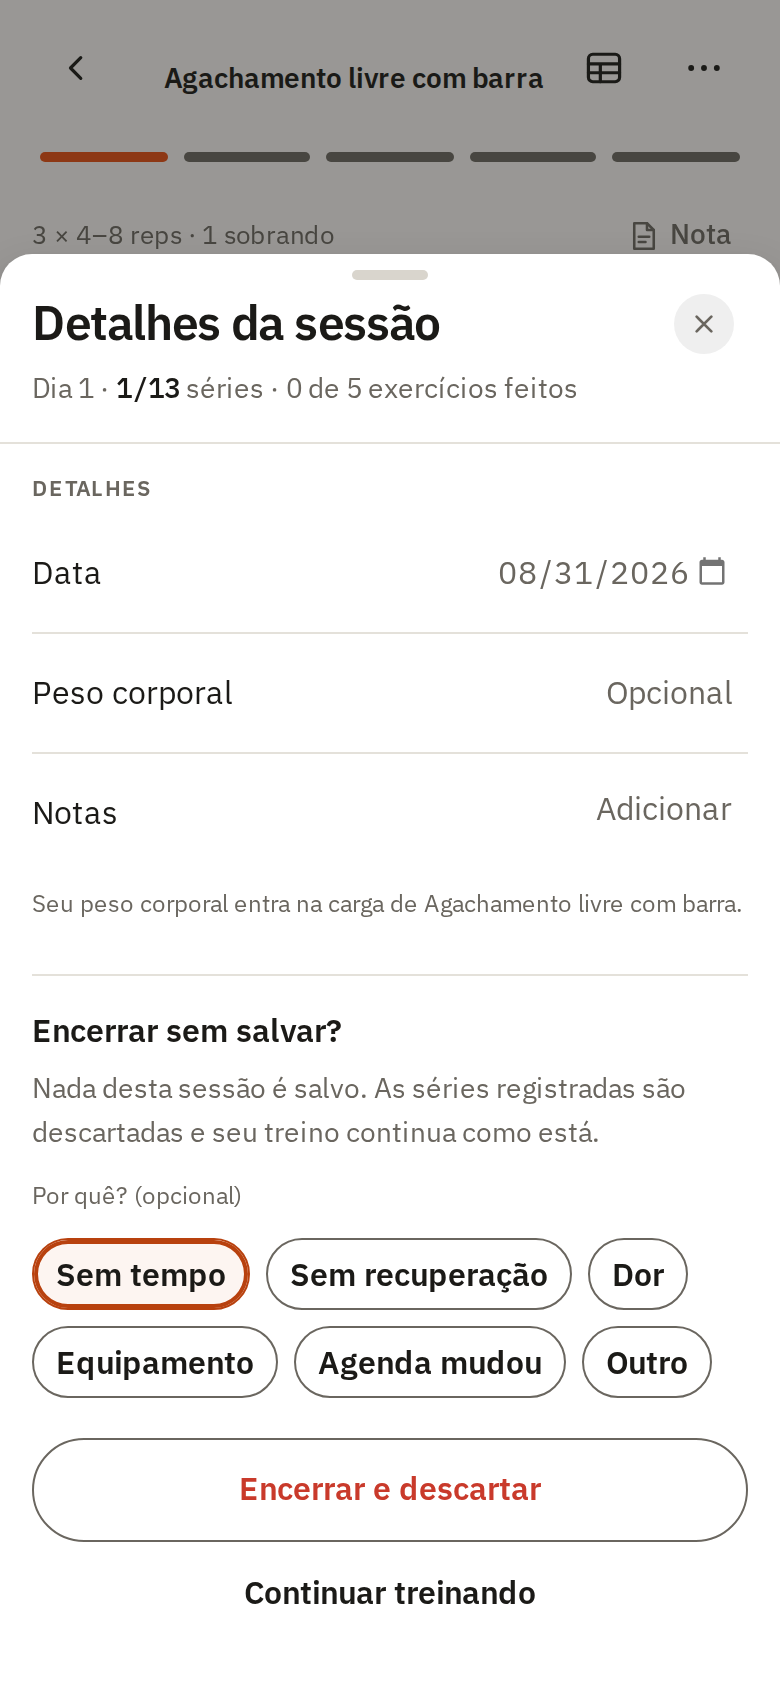 Agachamento livre com barra
3 × 4–8 reps · 1 sobrando
Nota
Detalhes da sessão
Dia 1 · 1/13 séries · 0 de 5 exercícios feitos
DETALHES
Data
08/31/2026
Peso corporal
Opcional
Notas
Adicionar
Seu peso corporal entra na carga de Agachamento livre com barra.
Encerrar sem salvar?
Nada desta sessão é salvo. As séries registradas são
descartadas e seu treino continua como está.
Por quê? (opcional)
Sem tempo
Sem recuperação
Dor
Equipamento
Agenda mudou
Outro
Encerrar e descartar
Continuar treinando